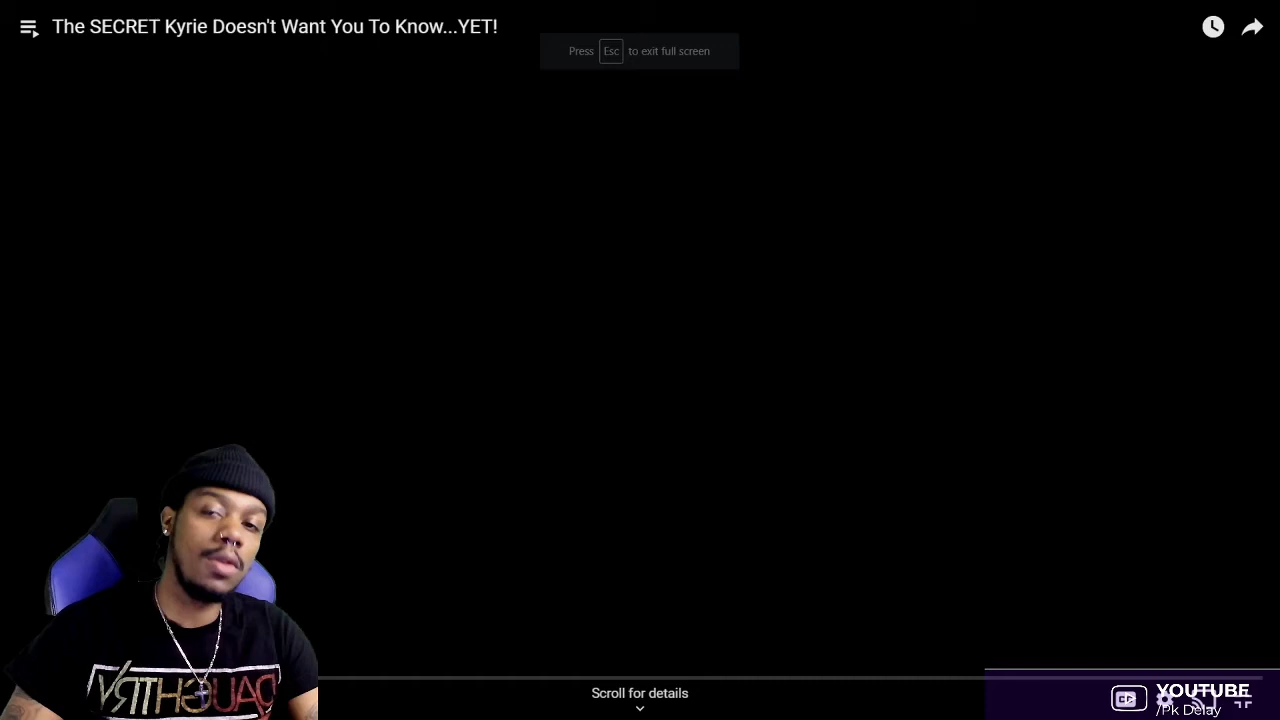 The SECRET Kyrie Doesn't Want You To Know...YET!
Press Esc to exit full screen
Scroll for details
YOUTUBE
/Pk Delay